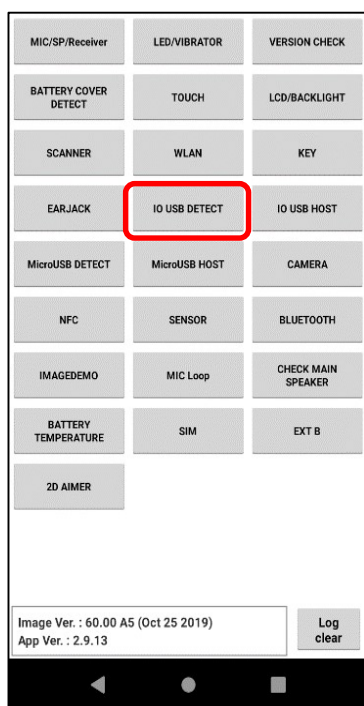 MIC/SP/Receiver
LED/VIBRATOR
VERSION CHECK
BATTERY COVER
DETECT
TOUCH
LCD/BACKLIGHT
SCANNER
WLAN
KEY
EARJACK
IO USB DETECT
IO USB HOST
MicroUSB DETECT
MicroUSB HOST
CAMERA
NFC
SENSOR
BLUETOOTH
IMAGEDEMO
MIC Loop
CHECK MAIN
SPEAKER
BATTERY
TEMPERATURE
SIM
EXT B
2D AIMER
Image Ver. : 60.00 A5 (Oct 25 2019)
App Ver. : 2.9.13
Log
clear